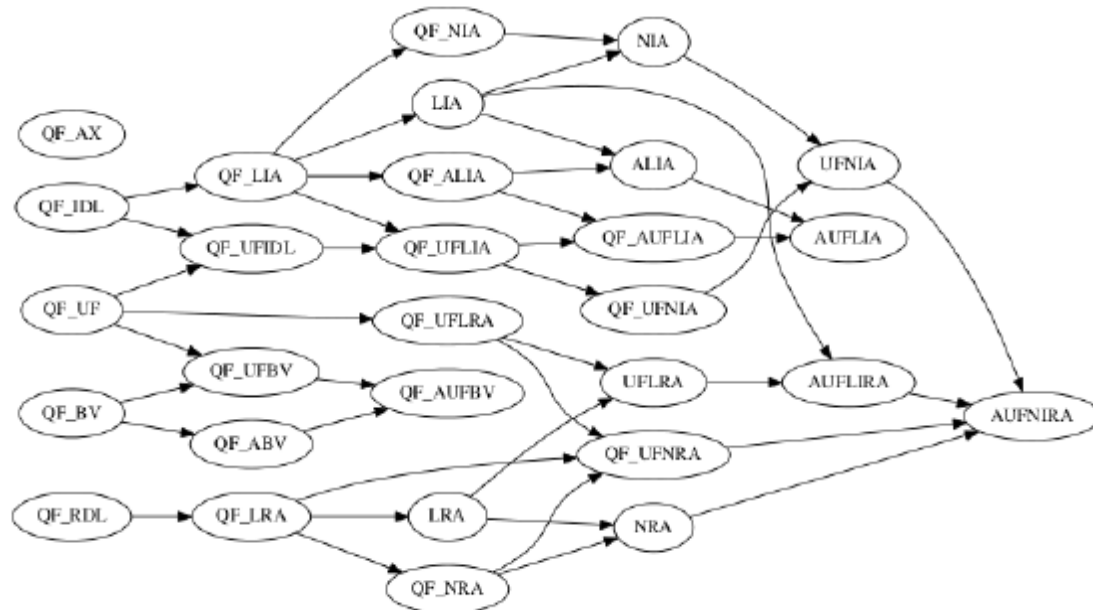 QF_NIA
NIA
LIA
QF_AX
QF_LIA
QF_ALIA
ALIA
UFNIA
QF_IDL
QF_UFIDL
QF_UFLIA
QF_AUFLIA
AUFLIA
QF_UF
QF_UFLRA
QF_UFNIA
QF_UFBV
QF_AUFBV
UFLRA
AUFLIRA
QF_BV
QF_ABV
AUFNIRA
QF_UFNRA
QF_RDL
QF_LRA
LRA
NRA
QF_NRA